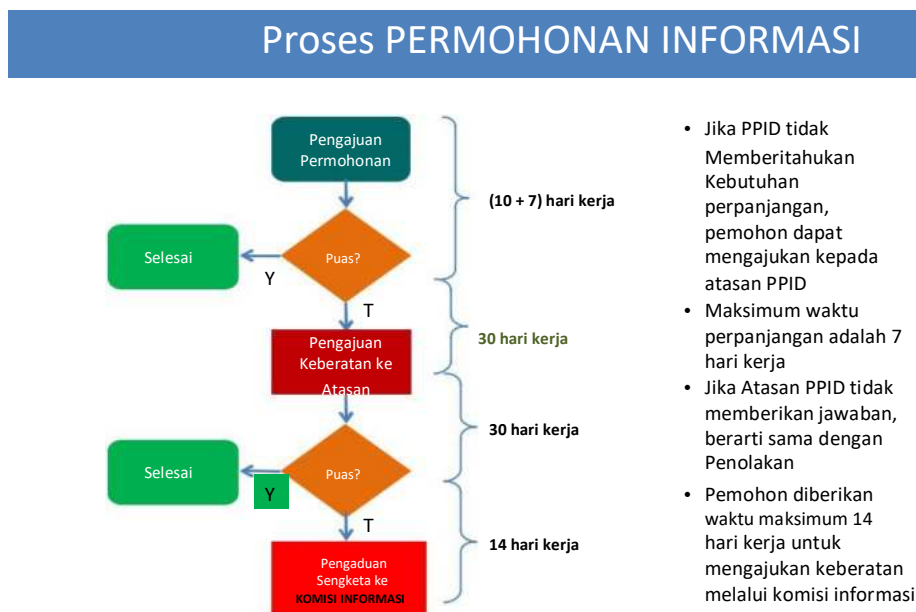 Proses PERMOHONAN INFORMASI
Pengajuan
Permohonan
(10 + 7) hari kerja
Selesai
Puas?
Y
T
Pengajuan
Keberatan ke
Atasan
30 hari kerja
30 hari kerja
Selesai
Puas?
Y
T
14 hari kerja
Pengaduan
Sengketa ke
KOMISI INFORMASI
• Jika PPID tidak
Memberitahukan
Kebutuhan
perpanjangan,
pemohon dapat
mengajukan kepada
atasan PPID
• Maksimum waktu
perpanjangan adalah 7
hari kerja
• Jika Atasan PPID tidak
memberikan jawaban,
berarti sama dengan
Penolakan
• Pemohon diberikan
waktu maksimum 14
hari kerja untuk
mengajukan keberatan
melalui komisi informasi